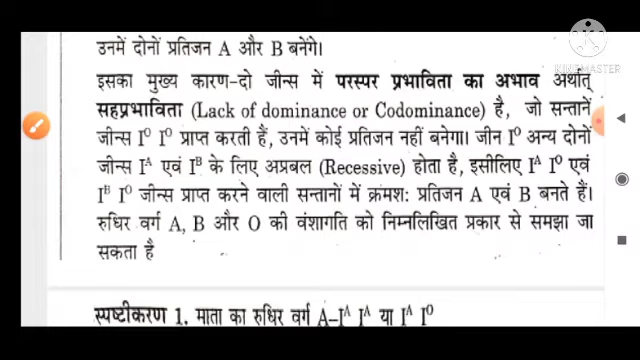 उनमें दोनों प्रतिजन A और B बनेंगे।
इसका मुख्य कारण-दो जीन्स में परस्पर प्रभाविता का अभाव अर्थात्
सहप्रभाविता (Lack of dominance or Codominance) है, जो सन्तानें
जीन्स I⁰ I⁰ प्राप्त करती हैं, उनमें कोई प्रतिजन नहीं बनेगा। जीन I⁰ अन्य दोनों
जीन्स Iᴬ एवं Iᴮ के लिए अप्रबल (Recessive) होता है, इसीलिए Iᴬ I⁰ एवं
Iᴮ I⁰ जीन्स प्राप्त करने वाली सन्तानों में क्रमशः प्रतिजन A एवं B बनते हैं।
रुधिर वर्ग A, B और O की वंशागति को निम्नलिखित प्रकार से समझा जा
सकता है
स्पष्टीकरण 1. माता का रुधिर वर्ग A–Iᴬ Iᴬ या Iᴬ I⁰
KINEMASTER